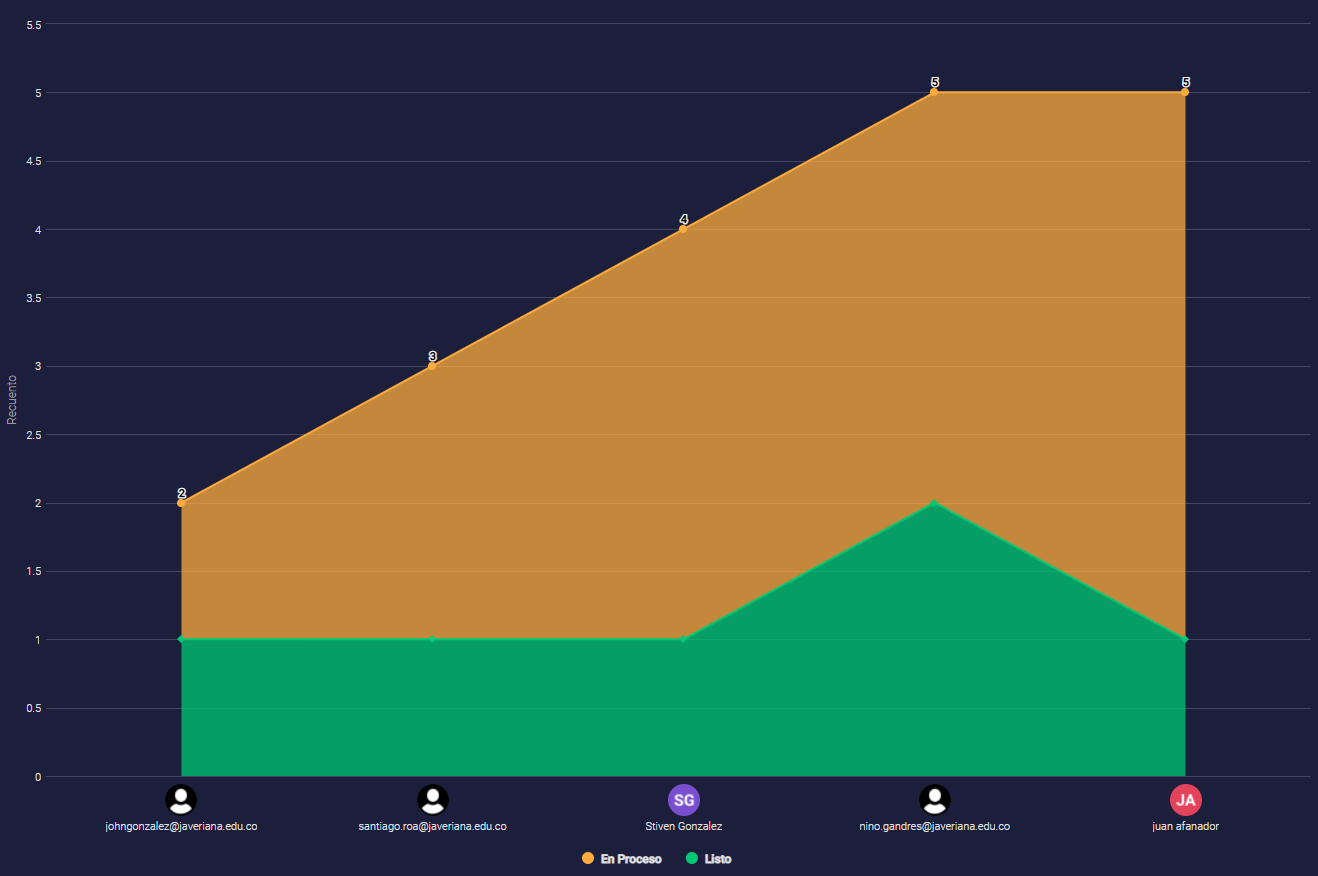 5.5
5
4.5
4
3.5
3
2.5
2
1.5
1
0.5
0
Recuento
2
3
4
5
5
SG
JA
johngonzalez@javeriana.edu.co
santiago.roa@javeriana.edu.co
Stiven Gonzalez
nino.gandres@javeriana.edu.co
juan afanador
En Proceso
Listo